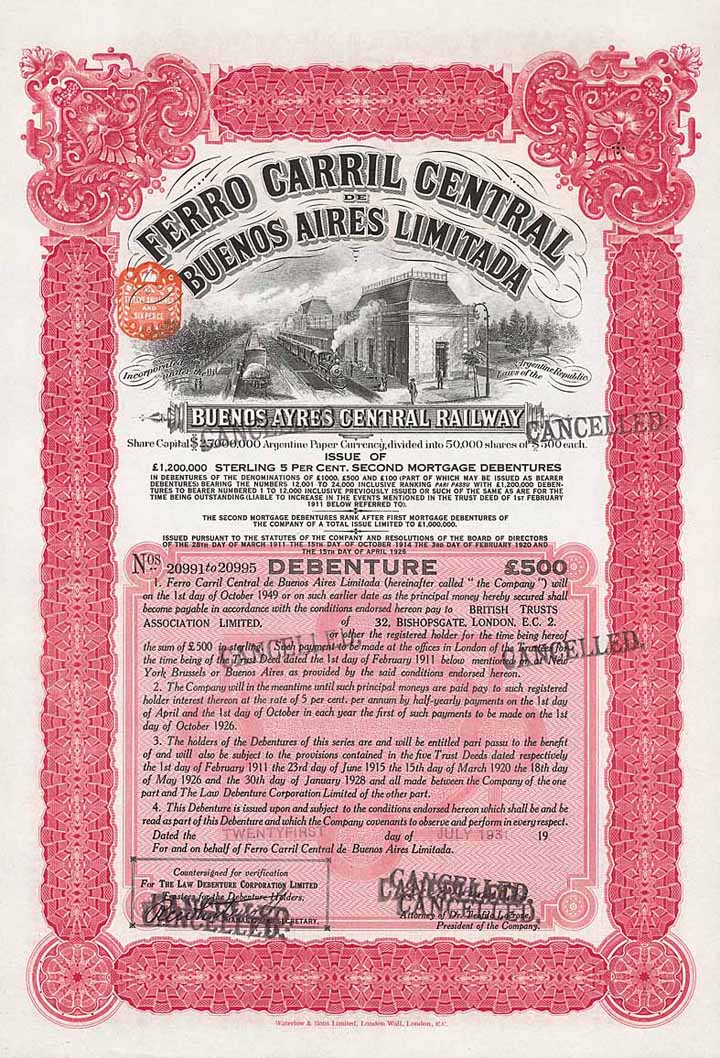 FERRO CARRIL CENTRAL
DE
BUENOS AIRES LIMITADA
TWELVE SHILLINGS
AND
SIX PENCE
Incorporated under the Laws of the Argentine Republic.
BUENOS AYRES CENTRAL RAILWAY
CANCELLED.
CANCELLED.
Share Capital $25,000,000 Argentine Paper Currency, divided into 50,000 shares of $500 each.
ISSUE OF
£1,200,000 STERLING 5 PER CENT. SECOND MORTGAGE DEBENTURES
IN DEBENTURES OF THE DENOMINATIONS OF £1000, £500 AND £100 (PART OF WHICH MAY BE ISSUED AS BEARER
DEBENTURES) BEARING THE NUMBERS 12,001 TO 24,000 INCLUSIVE RANKING PARI PASSU WITH £1,200,000 DEBEN-
TURES TO BEARER NUMBERED 1 TO 12,000 INCLUSIVE PREVIOUSLY ISSUED OR SUCH OF THE SAME AS ARE FOR THE
TIME BEING OUTSTANDING (LIABLE TO INCREASE IN THE EVENTS MENTIONED IN THE TRUST DEED OF 1ST FEBRUARY
1911 BELOW REFERRED TO).
THE SECOND MORTGAGE DEBENTURES RANK AFTER FIRST MORTGAGE DEBENTURES OF
THE COMPANY OF A TOTAL ISSUE LIMITED TO £1,000,000.
ISSUED PURSUANT TO THE STATUTES OF THE COMPANY AND RESOLUTIONS OF THE BOARD OF DIRECTORS
OF THE 28TH DAY OF MARCH 1911 THE 15TH DAY OF OCTOBER 1914 THE 3RD DAY OF FEBRUARY 1920 AND
THE 15TH DAY OF APRIL 1926
Nos. 20991 to 20995 DEBENTURE £500
1. Ferro Carril Central de Buenos Aires Limitada (hereinafter called "the Company") will
on the 1st day of October 1949 or on such earlier date as the principal money hereby secured shall
become payable in accordance with the conditions endorsed hereon pay to BRITISH TRUSTS
ASSOCIATION LIMITED, of 32, BISHOPSGATE, LONDON, E.C. 2.
or other the registered holder for the time being hereof
the sum of £500 in sterling. Such payment to be made at the offices in London of the Trustees for
the time being of the Trust Deed dated the 1st day of February 1911 below mentioned or in New
York Brussels or Buenos Aires as provided by the said conditions endorsed hereon.
CANCELLED.
CANCELLED.
2. The Company will in the meantime until such principal moneys are paid pay to such registered
holder interest thereon at the rate of 5 per cent. per annum by half-yearly payments on the 1st day
of April and the 1st day of October in each year the first of such payments to be made on the 1st
day of October 1926.
3. The holders of the Debentures of this series are and will be entitled pari passu to the benefit
of and will also be subject to the provisions contained in the five Trust Deeds dated respectively
the 1st day of February 1911 the 23rd day of June 1915 the 15th day of March 1920 the 18th day
of May 1926 and the 30th day of January 1928 and all made between the Company of the one
part and The Law Debenture Corporation Limited of the other part.
4. This Debenture is issued upon and subject to the conditions endorsed hereon which shall be and be
read as part of this Debenture and which the Company covenants to observe and perform in every respect.
Dated the TWENTYFIRST day of JULY 1931 19
For and on behalf of Ferro Carril Central de Buenos Aires Limitada.
Countersigned for verification
For THE LAW DEBENTURE CORPORATION LIMITED
Trustees for the Debenture Holders,
SECRETARY.
CANCELLED.
CANCELLED.
CANCELLED.
CANCELLED.
Attorney of Dr. Teofilo Lacroze,
President of the Company.
Waterlow & Sons Limited, London Wall, London, E.C.